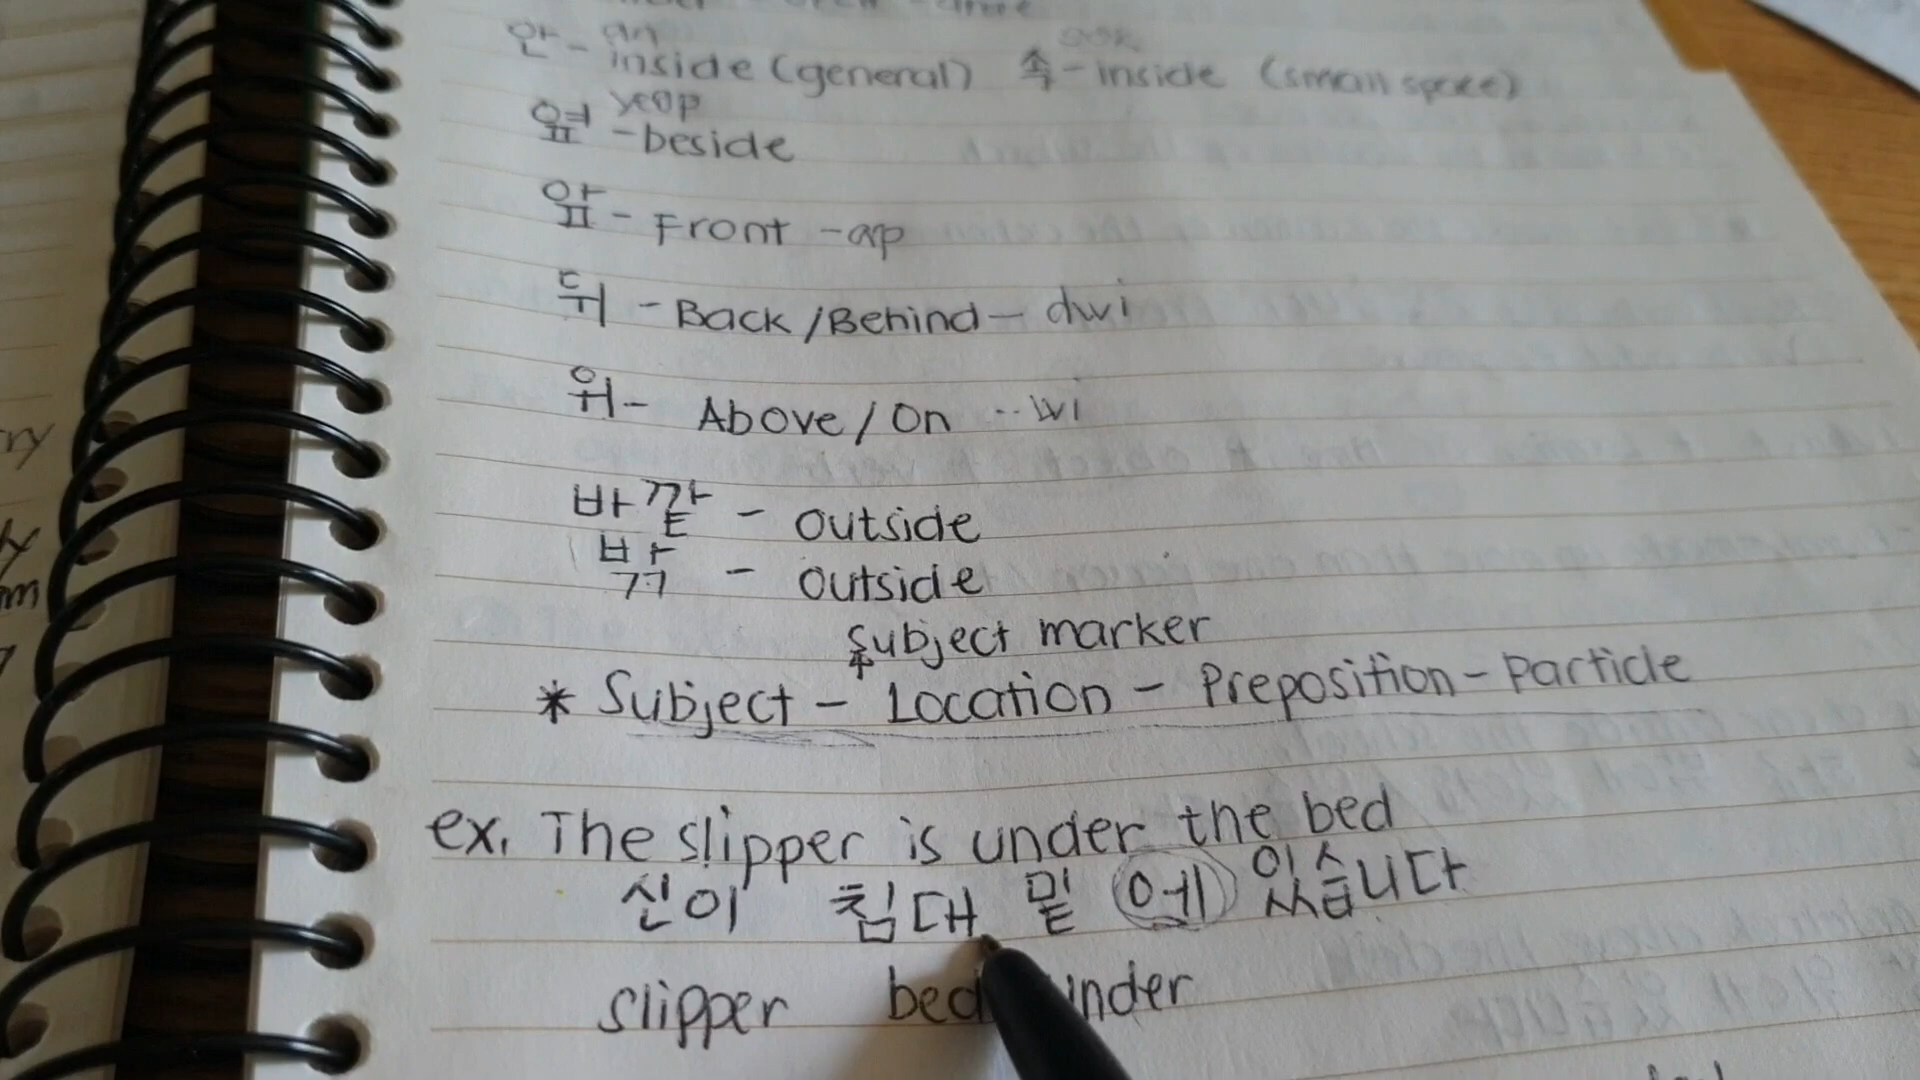 안 - an
inside (general) 속 - inside (small space)
옆 yeop
- beside
앞 - Front - ap
뒤 - Back / Behind - dwi
위 - Above / On - wi
바깥 - outside
밖 - outside
Subject marker
* Subject - Location - Preposition - Particle
ex. The slipper is under the bed
신이 침대 밑 에 있습니다
slipper bed under